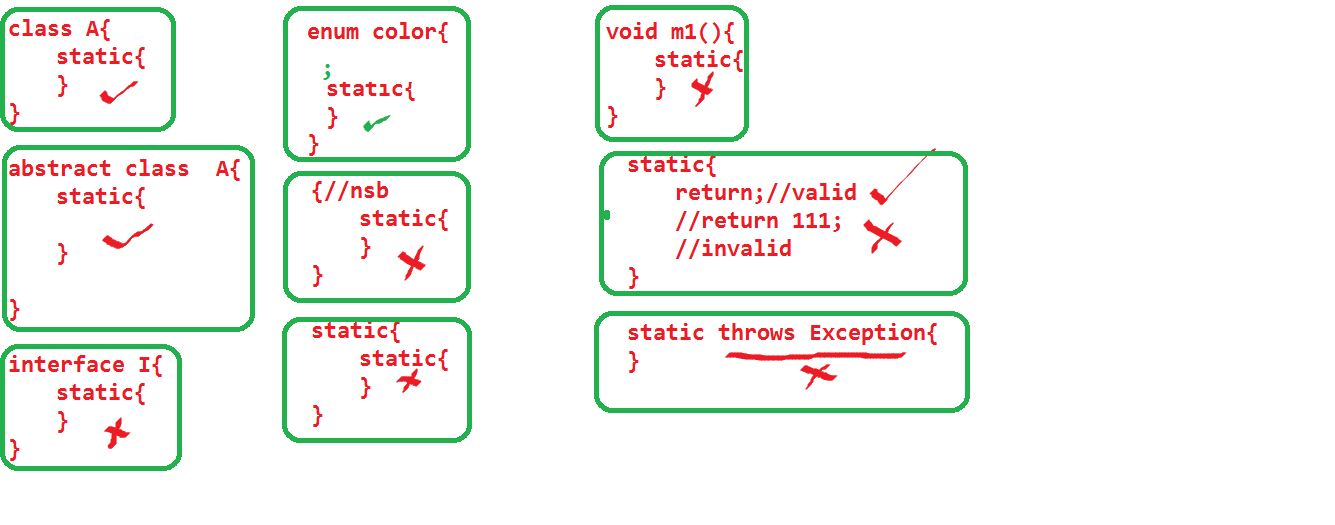 class A{
static{
}
}
abstract class A{
static{
}
}
interface I{
static{
}
}
enum color{
;
static{
}
}
{//nsb
static{
}
}
static{
static{
}
}
void m1(){
static{
}
}
static{
return;//valid
//return 111;
//invalid
}
static throws Exception{
}